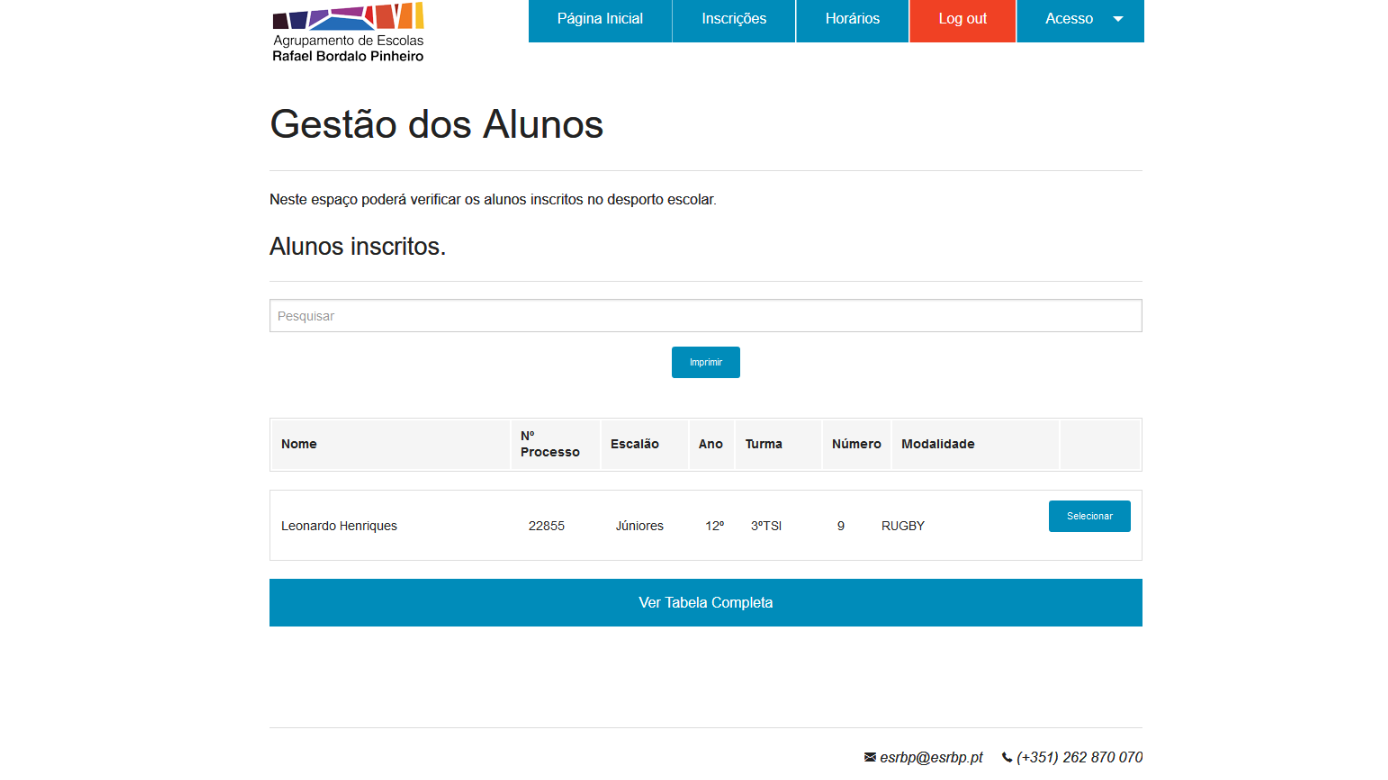 Agrupamento de Escolas
Rafael Bordalo Pinheiro
Página Inicial
Inscrições
Horários
Log out
Acesso
Gestão dos Alunos
Neste espaço poderá verificar os alunos inscritos no desporto escolar.
Alunos inscritos.
Pesquisar
Imprimir
Nome Nº Processo Escalão Ano Turma Número Modalidade
Leonardo Henriques 22855 Júniores 12º 3ºTSI 9 RUGBY Selecionar
Ver Tabela Completa
esrbp@esrbp.pt (+351) 262 870 070